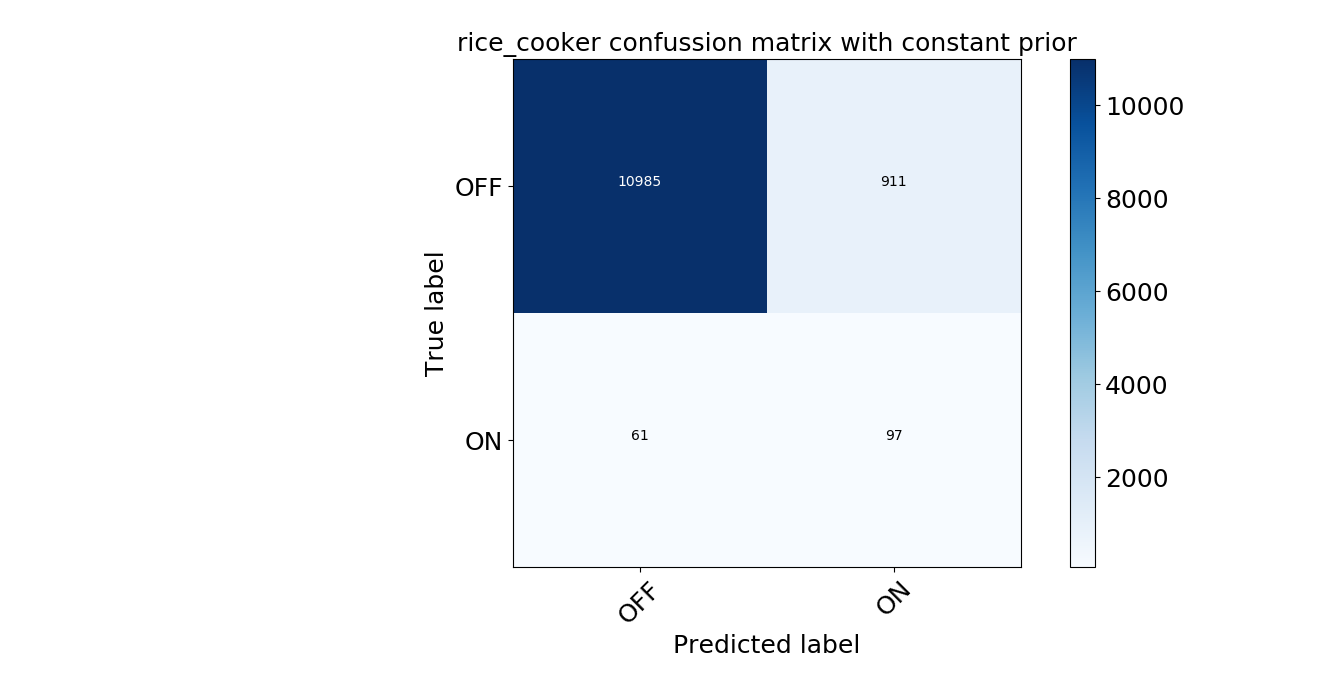 rice_cooker confussion matrix with constant prior
10000
8000
6000
4000
2000
True label
OFF
10985
911
ON
61
97
OFF
ON
Predicted label